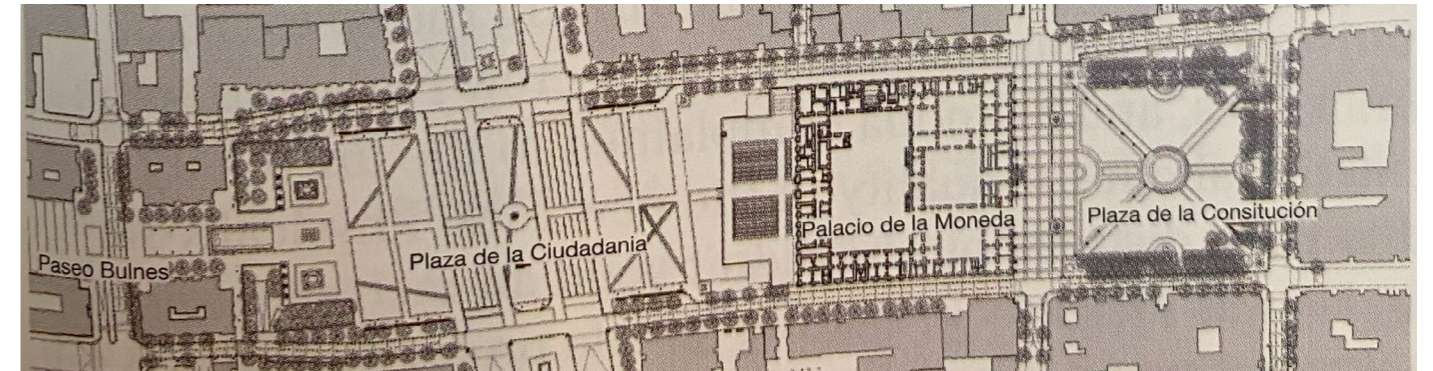 Paseo Bulnes
Plaza de la Ciudadania
Palacio de la Moneda
Plaza de la Consitución